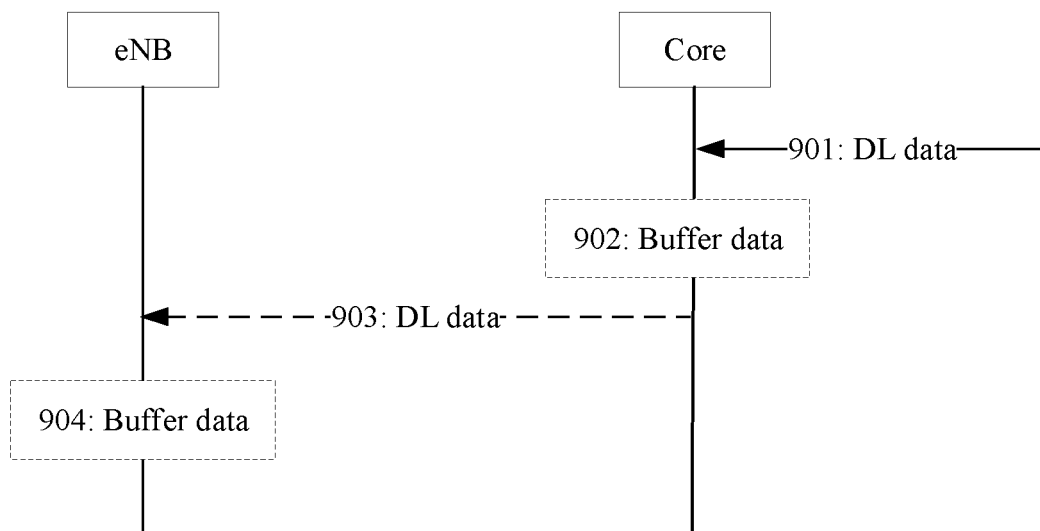 eNB
Core
901: DL data
902: Buffer data
903: DL data
904: Buffer data